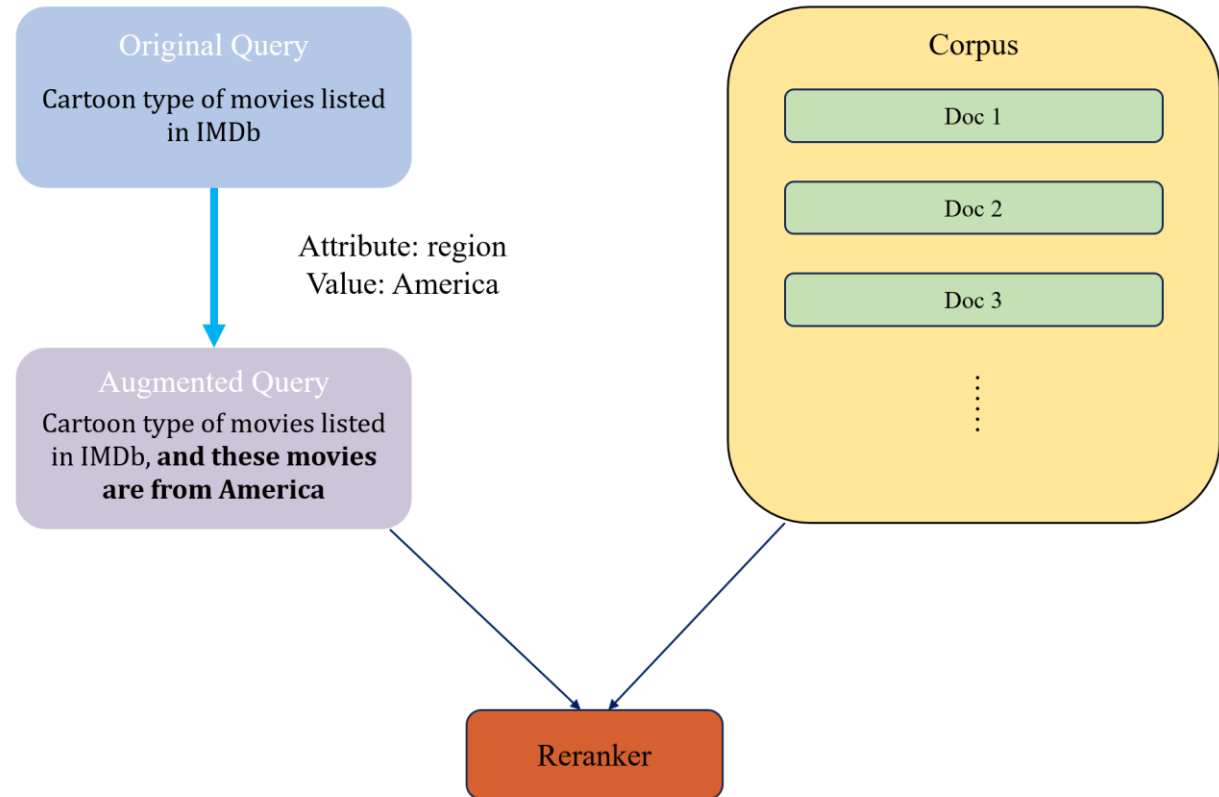 Original Query
Cartoon type of movies listed
in IMDb
Attribute: region
Value: America
Augmented Query
Cartoon type of movies listed
in IMDb, and these movies
are from America
Corpus
Doc 1
Doc 2
Doc 3
......
Reranker